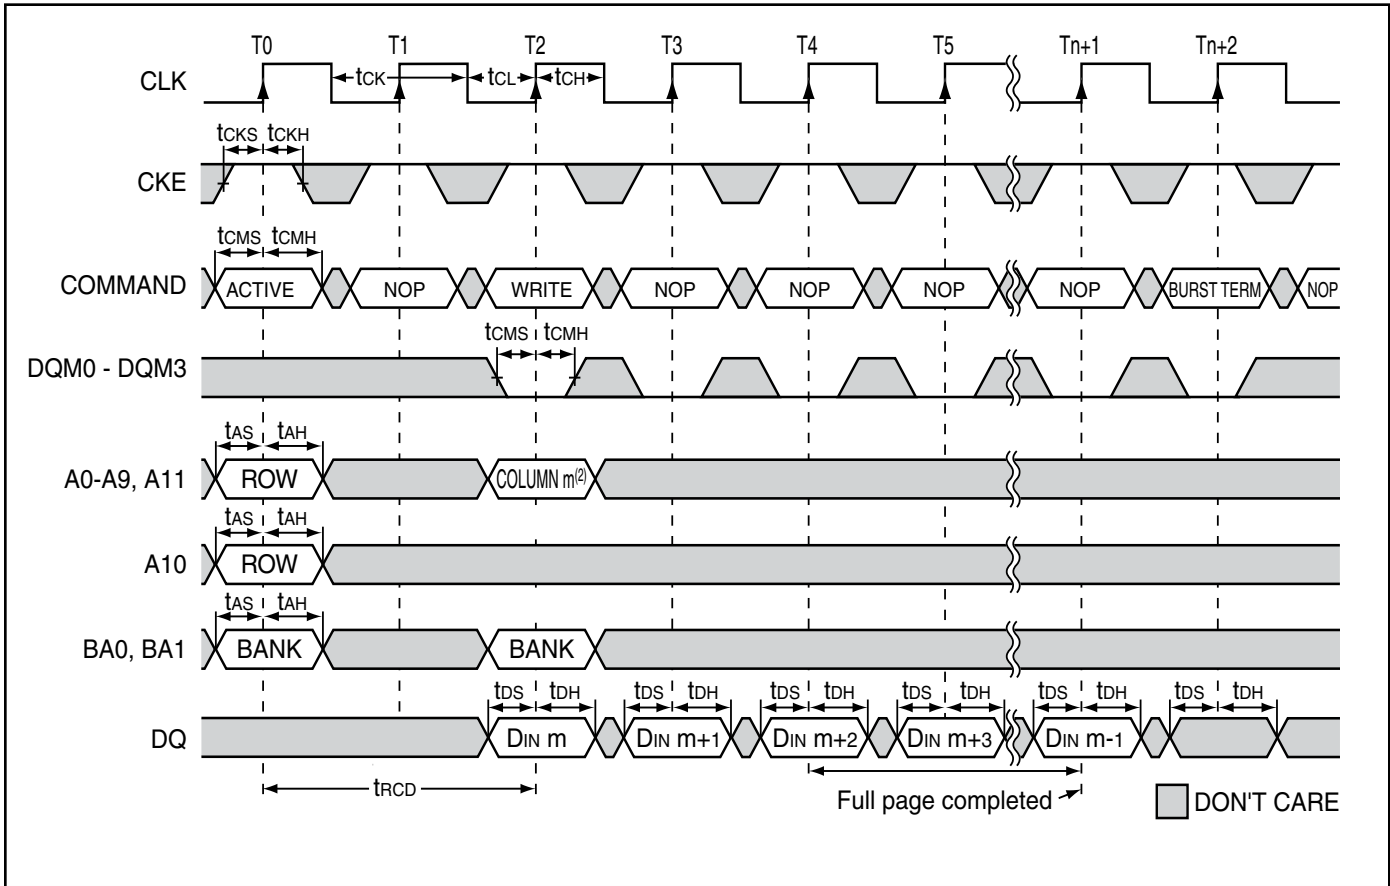 T0 T1 T2 T3 T4 T5 Tn+1 Tn+2
CLK tCK tCL tCH
tCKS tCKH
CKE
tCMS tCMH
COMMAND ACTIVE NOP WRITE NOP NOP NOP NOP BURST TERM NOP
tCMS tCMH
DQM0 - DQM3
tAS tAH
A0-A9, A11 ROW COLUMN m(2)
tAS tAH
A10 ROW
tAS tAH
BA0, BA1 BANK BANK
tDS tDH tDS tDH tDS tDH tDS tDH tDS tDH tDS tDH
DQ DIN m DIN m+1 DIN m+2 DIN m+3 DIN m-1
tRCD
Full page completed DON'T CARE